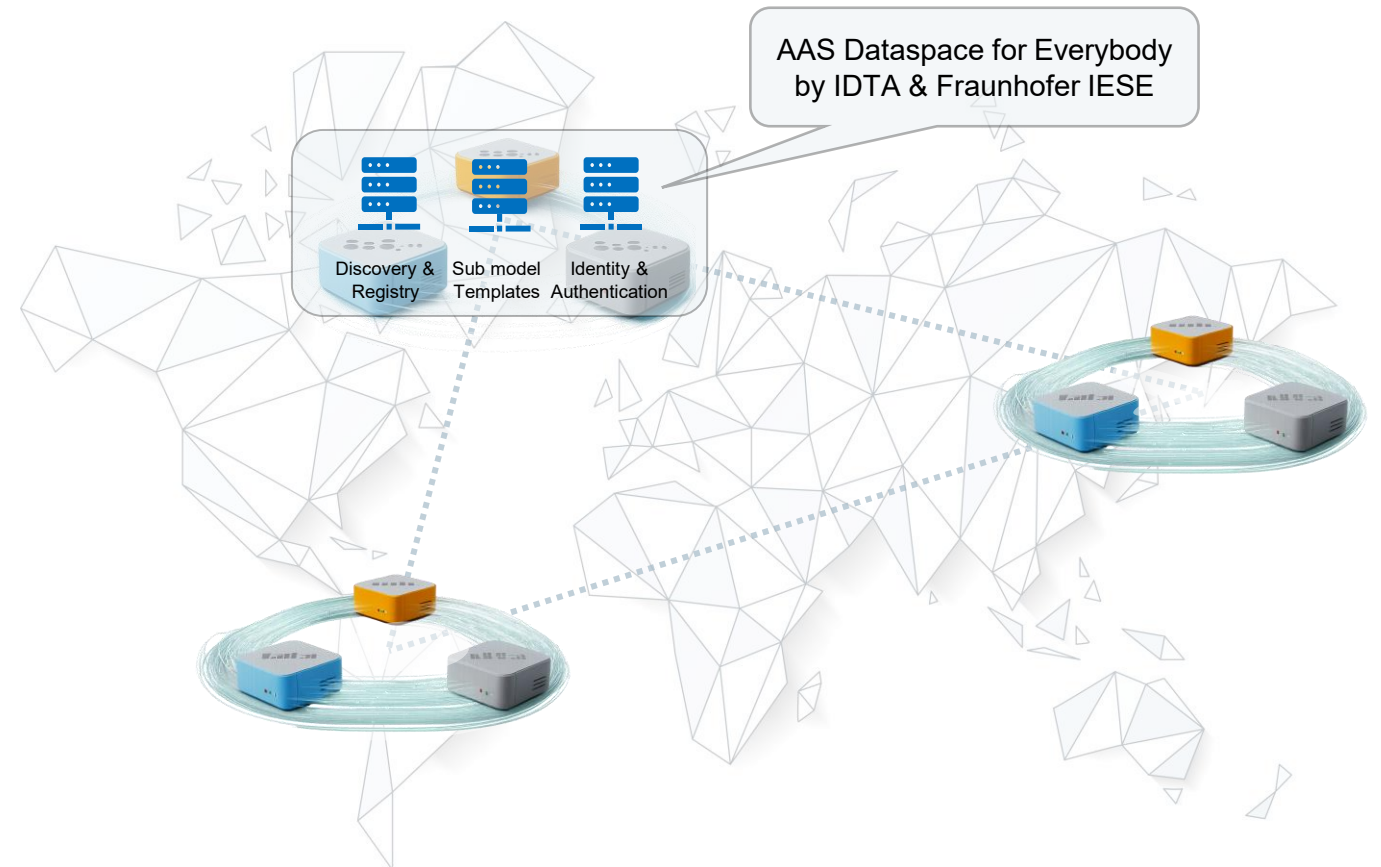 AAS Dataspace for Everybody
by IDTA & Fraunhofer IESE
Discovery &
Registry
Sub model
Templates
Identity &
Authentication